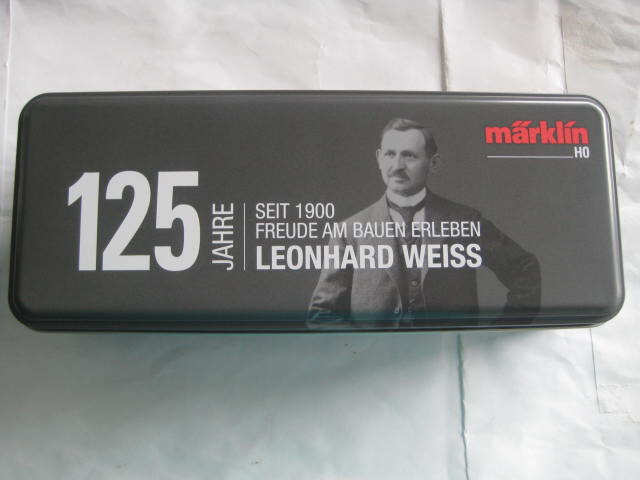 märklin
H0
125
JAHRE
SEIT 1900
FREUDE AM BAUEN ERLEBEN
LEONHARD WEISS